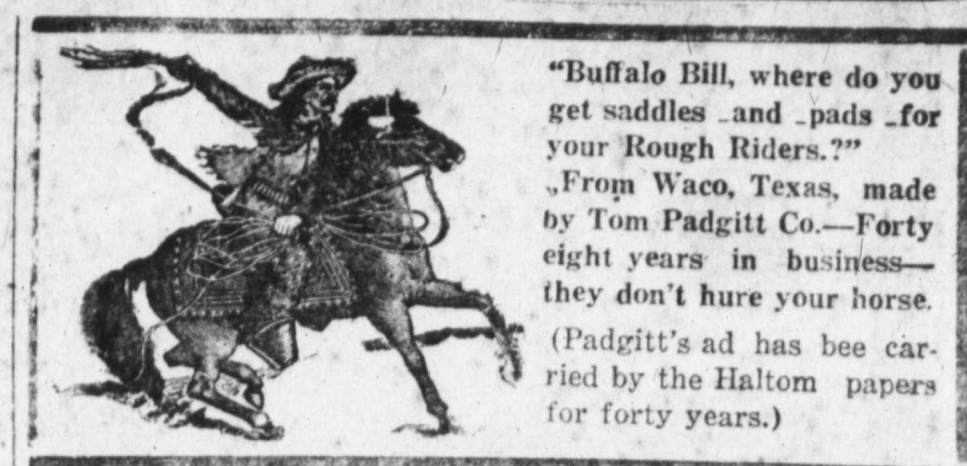 "Buffalo Bill, where do you
get saddles -and -pads -for
your Rough Riders.?"
„From Waco, Texas, made
by Tom Padgitt Co.—Forty
eight years in business—
they don't hure your horse.
(Padgitt's ad has bee car-
ried by the Haltom papers
for forty years.)